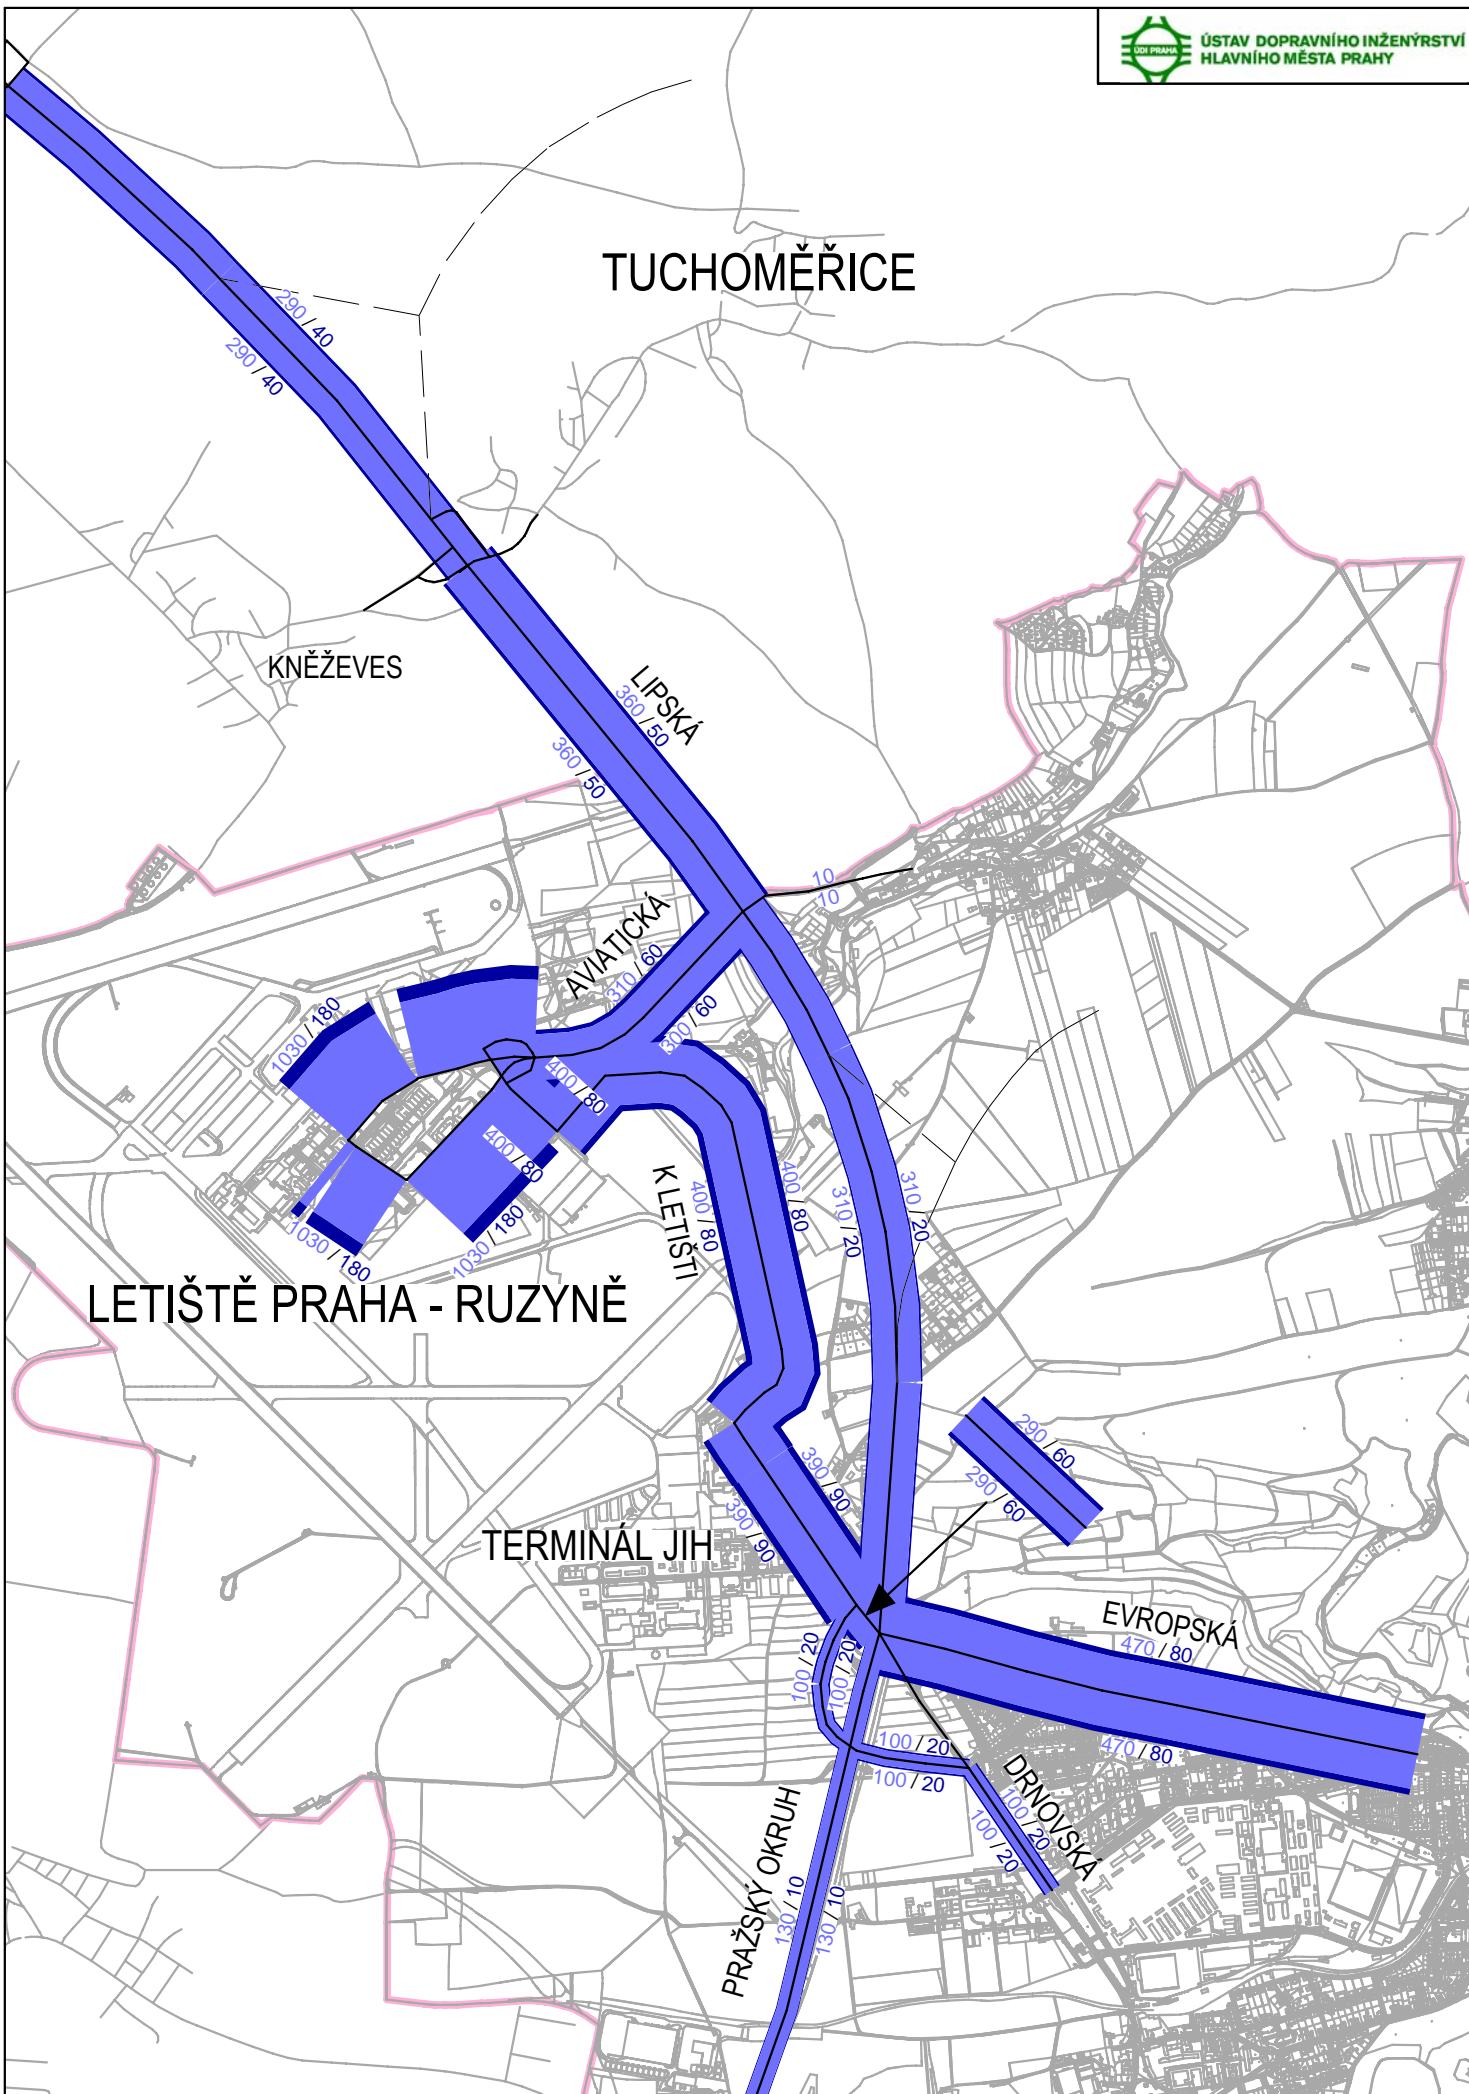 ÚDI PRAHA
ÚSTAV DOPRAVNÍHO INŽENÝRSTVÍ
HLAVNÍHO MĚSTA PRAHY
TUCHOMĚŘICE
290 / 40
290 / 40
KNĚŽEVES
LIPSKÁ
360 / 50
360 / 50
10
10
AVIATICKÁ
310 / 60
300 / 60
1030 / 180
400 / 80
400 / 80
K LETIŠTI
400 / 80
400 / 80
310 / 20
310 / 20
1030 / 180
1030 / 180
LETIŠTĚ PRAHA - RUZYNĚ
290 / 60
290 / 60
390 / 90
390 / 90
TERMINÁL JIH
EVROPSKÁ
470 / 80
470 / 80
100 / 20
100 / 20
100 / 20
100 / 20
DRNOVSKÁ
100 / 20
100 / 20
PRAŽSKÝ OKRUH
130 / 10
130 / 10